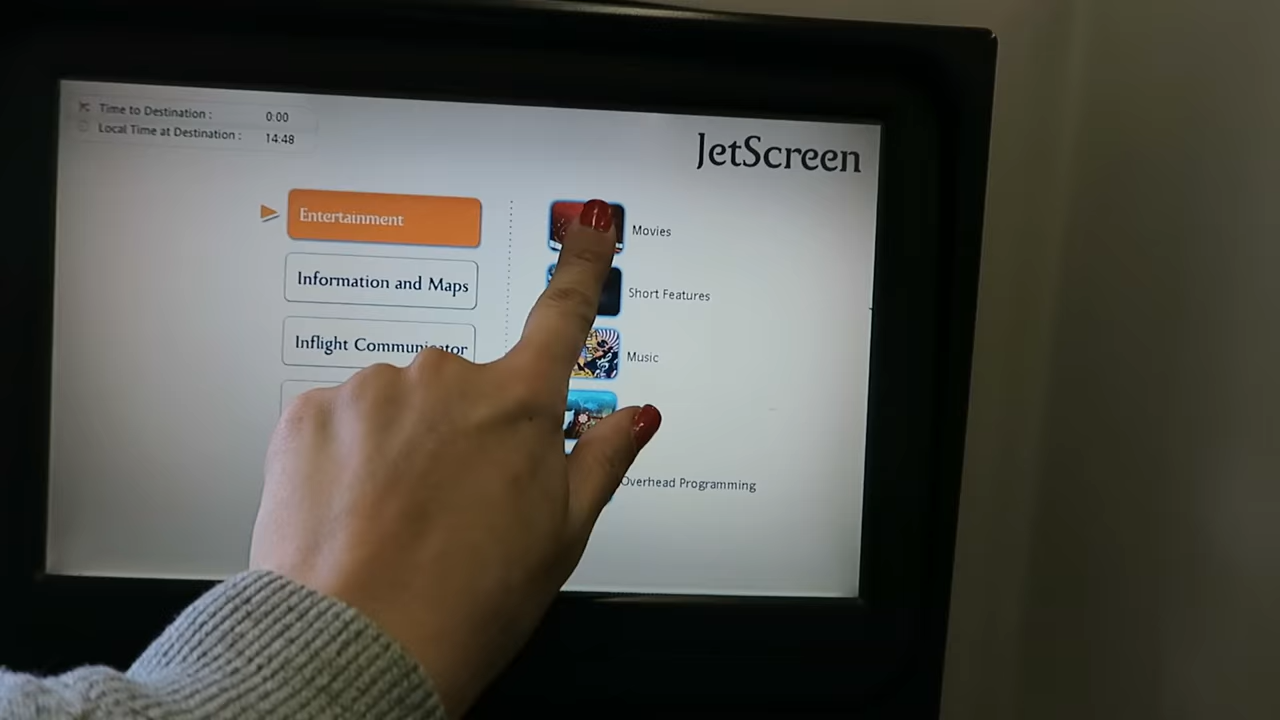 Time to Destination : 0:00
Local Time at Destination : 14:48
JetScreen
Entertainment
Information and Maps
Inflight Communicator
Movies
Short Features
Music
Overhead Programming